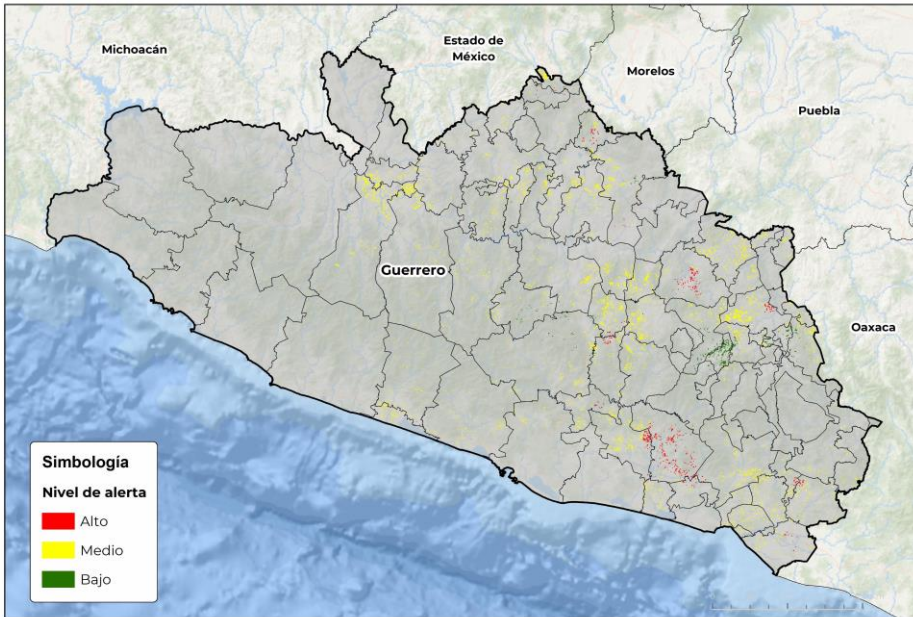 Michoacán
Estado de
México
Morelos
Puebla
Guerrero
Oaxaca
Simbología
Nivel de alerta
Alto
Medio
Bajo